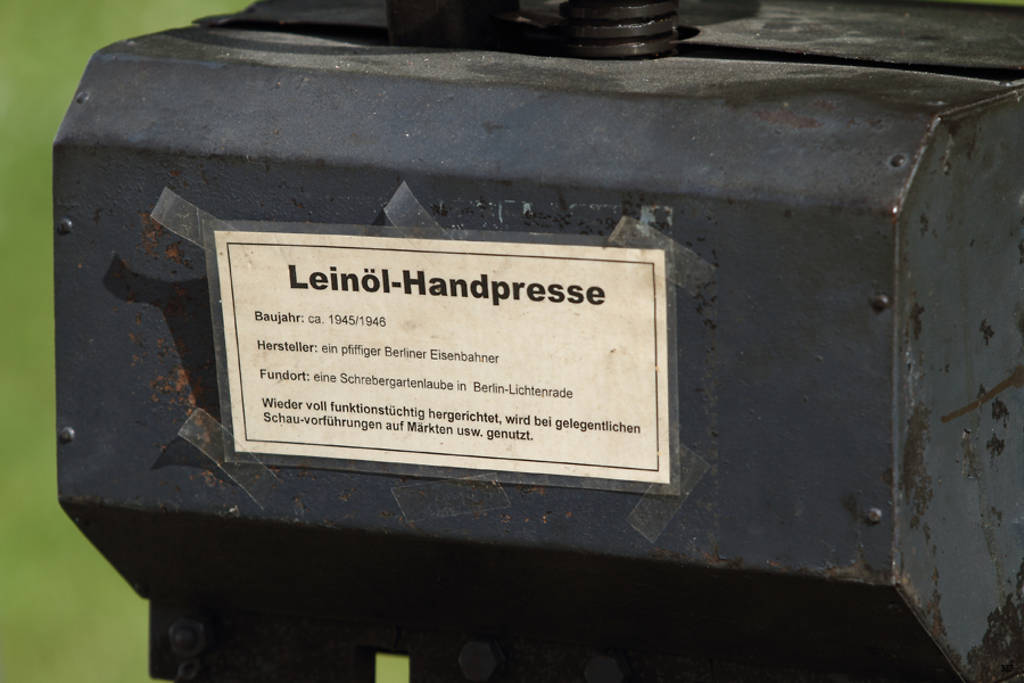 Leinöl-Handpresse
Baujahr: ca. 1945/1946
Hersteller: ein pfiffiger Berliner Eisenbahner
Fundort: eine Schrebergartenlaube in Berlin-Lichtenrade
Wieder voll funktionstüchtig hergerichtet, wird bei gelegentlichen
Schau-vorführungen auf Märkten usw. genutzt.